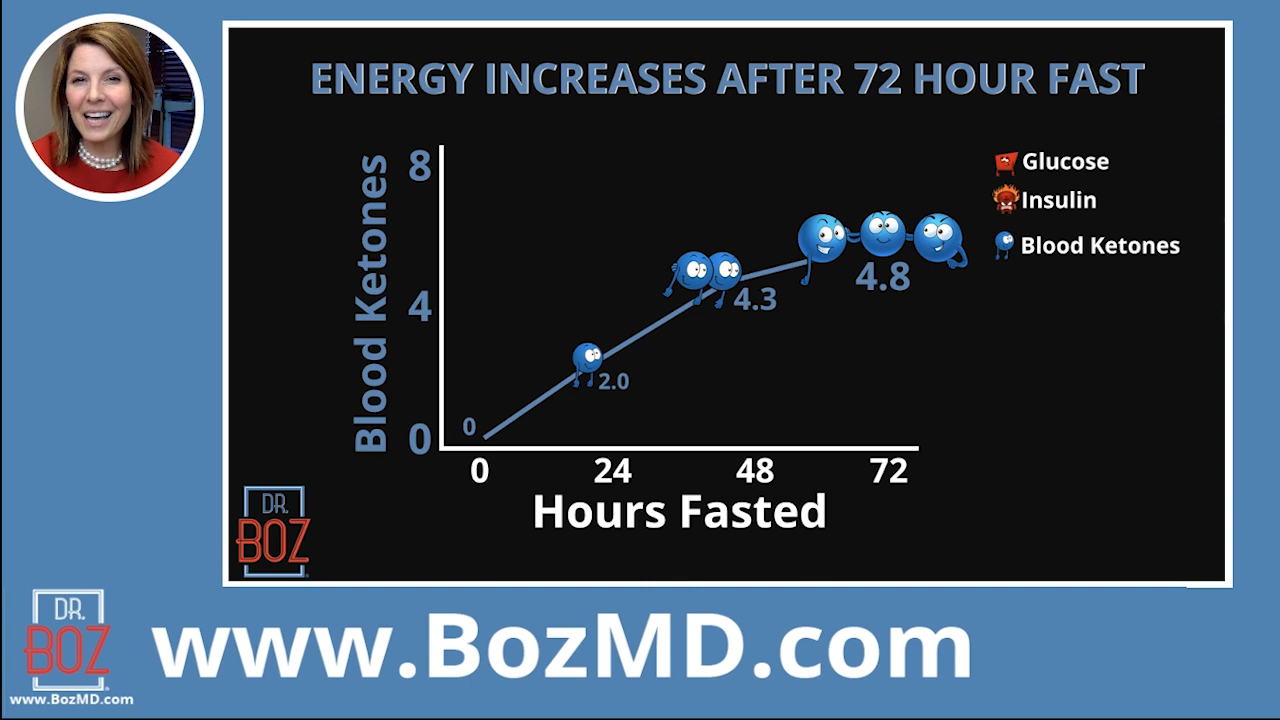 ENERGY INCREASES AFTER 72 HOUR FAST
Glucose
Insulin
Blood Ketones
Blood Ketones
8
4
0
0
2.0
4.3
4.8
0 24 48 72
Hours Fasted
DR.
BOZ
DR.
BOZ
www.BozMD.com
www.BozMD.com